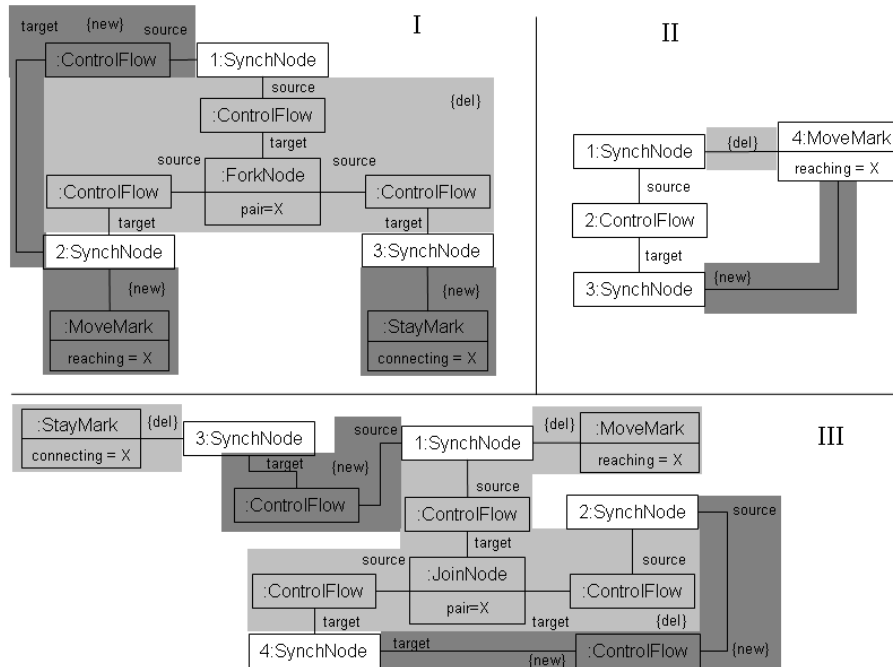 I
target {new} source
:ControlFlow
1:SynchNode
source
:ControlFlow
{del}
target
source
:ForkNode
pair=X
source
:ControlFlow
:ControlFlow
target
target
2:SynchNode
3:SynchNode
{new}
{new}
:MoveMark
reaching = X
:StayMark
connecting = X
II
1:SynchNode
{del}
4:MoveMark
reaching = X
source
2:ControlFlow
target
3:SynchNode
{new}
III
:StayMark
connecting = X
{del}
3:SynchNode
target
{new}
:ControlFlow
source
1:SynchNode
{del}
:MoveMark
reaching = X
source
:ControlFlow
target
2:SynchNode
source
source
source
:JoinNode
pair=X
:ControlFlow
:ControlFlow
target
target
{del}
4:SynchNode
target
{new}
:ControlFlow
{new}